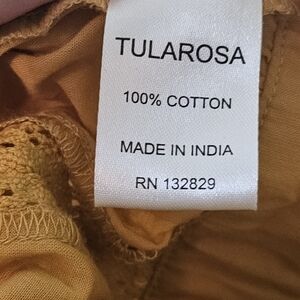 TULAROSA
100% COTTON
MADE IN INDIA
RN 132829